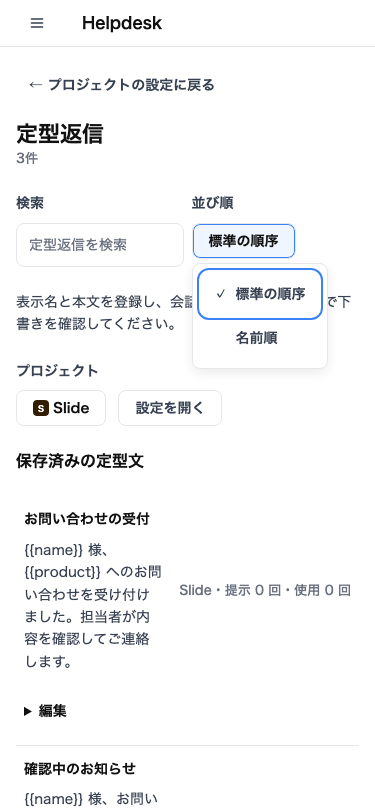 Helpdesk
← プロジェクトの設定に戻る
定型返信
3件
検索
並び順
定型返信を検索
標準の順序
✓ 標準の順序
名前順
表示名と本文を登録し、会話
で下
書きを確認してください。
プロジェクト
S Slide
設定を開く
保存済みの定型文
お問い合わせの受付
{{name}} 様、
{{product}} へのお問
い合わせを受け付け
ました。担当者が内
容を確認してご連絡
します。
Slide・提示 0 回・使用 0 回
▶ 編集
確認中のお知らせ
{{name}} 様、お問い